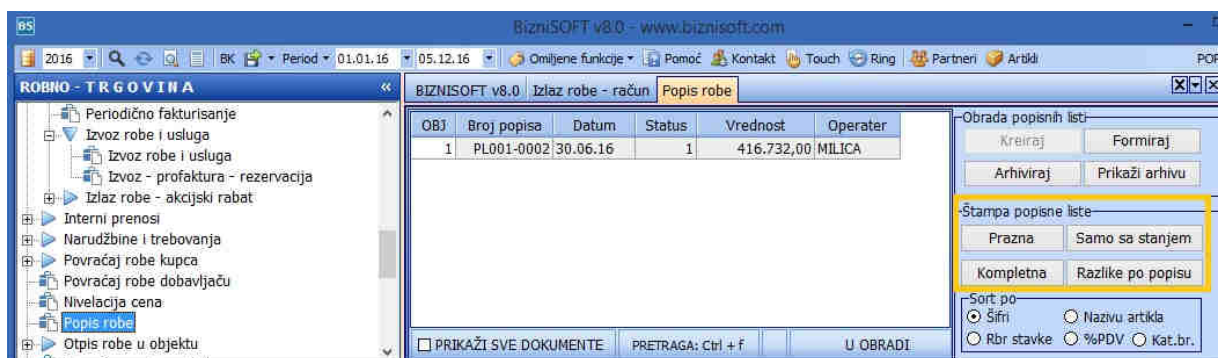 BS BizniSOFT v8.0 - www.biznisoft.com
2016 BK Period 01.01.16 05.12.16 Omiljene funkcije Pomoć Kontakt Touch Ring Partneri Artikli
ROBNO - T R G O V I N A «
BIZNISOFT v8.0 Izlaz robe - račun Popis robe
Periodično fakturisanje
Izvoz robe i usluga
Izvoz robe i usluga
Izvoz - profaktura - rezervacija
Izlaz robe - akcijski rabat
Interni prenosi
Narudžbine i trebovanja
Povraćaj robe kupca
Povraćaj robe dobavljaču
Nivelacija cena
Popis robe
Otpis robe u objektu
OBJ Broj popisa Datum Status Vrednost Operater
1 PL001-0002 30.06.16 1 416.732,00 MILICA
PRIKAŽI SVE DOKUMENTE PRETRAGA: Ctrl + f U OBRADI
Obrada popisnih listi
Kreiraj Formiraj
Arhiviraj Prikaži arhivu
Štampa popisne liste
Prazna Samo sa stanjem
Kompletna Razlike po popisu
Sort po
Šifri Nazivu artikla
Rbr stavke %PDV Kat.br.